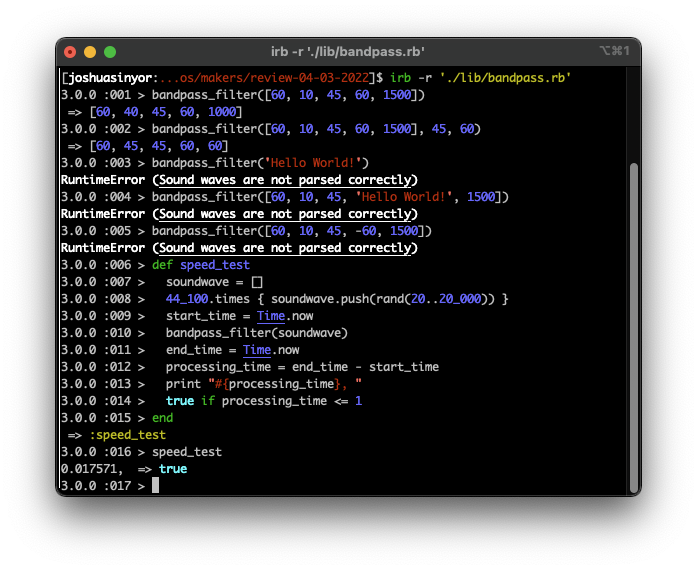 irb -r './lib/bandpass.rb'
⌥⌘1
[joshuasinyor:...os/makers/review-04-03-2022]$ irb -r './lib/bandpass.rb'
3.0.0 :001 > bandpass_filter([60, 10, 45, 60, 1500])
 => [60, 40, 45, 60, 1000]
3.0.0 :002 > bandpass_filter([60, 10, 45, 60, 1500], 45, 60)
 => [60, 45, 45, 60, 60]
3.0.0 :003 > bandpass_filter('Hello World!')
RuntimeError (Sound waves are not parsed correctly)
3.0.0 :004 > bandpass_filter([60, 10, 45, 'Hello World!', 1500])
RuntimeError (Sound waves are not parsed correctly)
3.0.0 :005 > bandpass_filter([60, 10, 45, -60, 1500])
RuntimeError (Sound waves are not parsed correctly)
3.0.0 :006 > def speed_test
3.0.0 :007 >   soundwave = []
3.0.0 :008 >   44_100.times { soundwave.push(rand(20..20_000)) }
3.0.0 :009 >   start_time = Time.now
3.0.0 :010 >   bandpass_filter(soundwave)
3.0.0 :011 >   end_time = Time.now
3.0.0 :012 >   processing_time = end_time - start_time
3.0.0 :013 >   print "#{processing_time}, "
3.0.0 :014 >   true if processing_time <= 1
3.0.0 :015 > end
 => :speed_test
3.0.0 :016 > speed_test
0.017571,  => true
3.0.0 :017 >